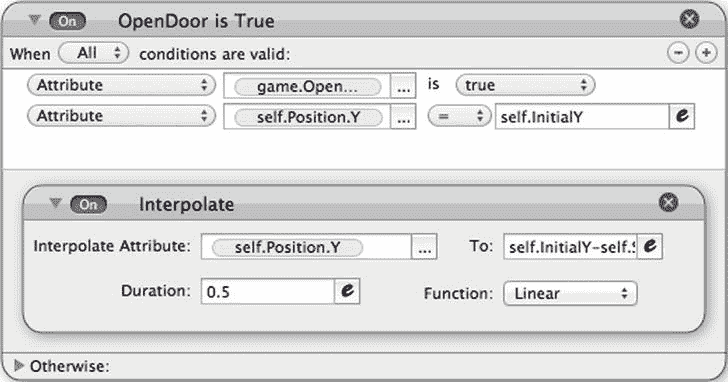 On OpenDoor is True
When All conditions are valid:
Attribute game.Open... ... is true
Attribute self.Position.Y ... = self.InitialY e
On Interpolate
Interpolate Attribute: self.Position.Y ... To: self.InitialY-self.S e
Duration: 0.5 e Function: Linear
Otherwise: